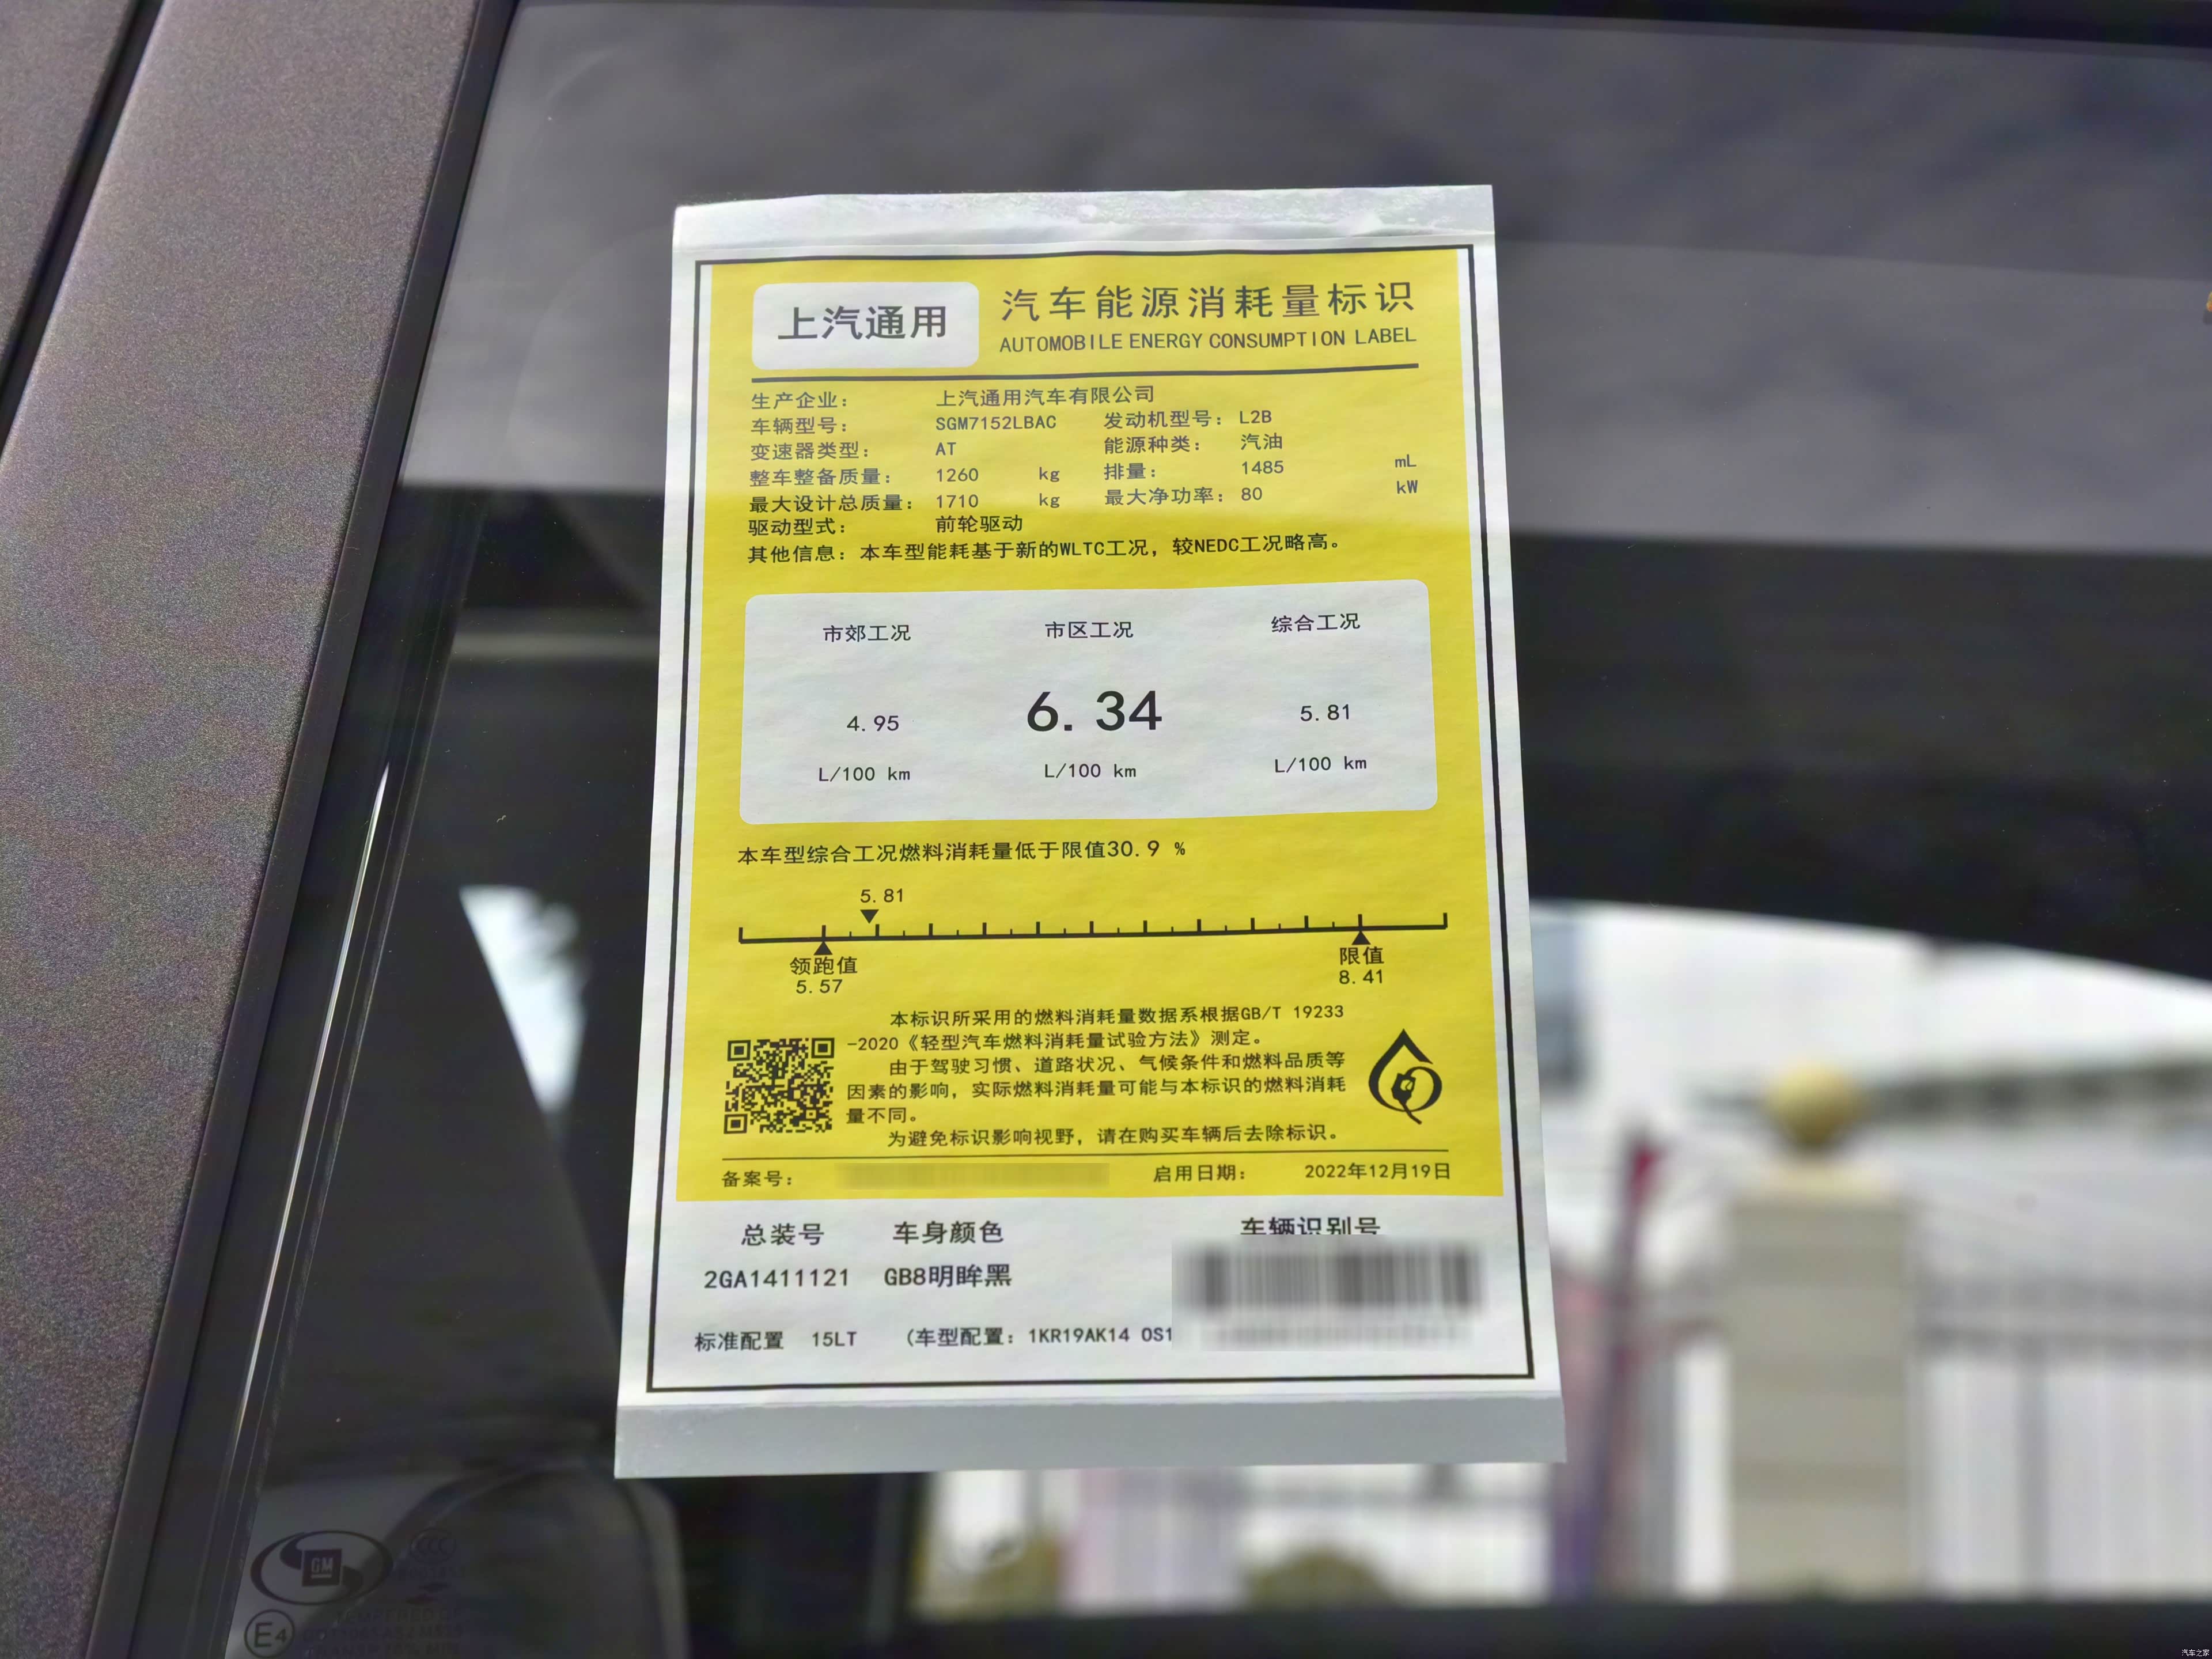 上汽通用
汽车能源消耗量标识
AUTOMOBILE ENERGY CONSUMPTION LABEL
生产企业： 上汽通用汽车有限公司
车辆型号： SGM7152LBAC 发动机型号： L2B
变速器类型： AT 能源种类： 汽油
整车整备质量： 1260 kg 排量： 1485 mL
最大设计总质量： 1710 kg 最大净功率： 80 kW
驱动型式： 前轮驱动
其他信息：本车型能耗基于新的WLTC工况，较NEDC工况略高。
市郊工况 市区工况 综合工况
4.95 6.34 5.81
L/100 km L/100 km L/100 km
本车型综合工况燃料消耗量低于限值30.9 %
5.81
领跑值 限值
5.57 8.41
本标识所采用的燃料消耗量数据系根据GB/T 19233
-2020《轻型汽车燃料消耗量试验方法》测定。
由于驾驶习惯、道路状况、气候条件和燃料品质等
因素的影响，实际燃料消耗量可能与本标识的燃料消耗
量不同。
为避免标识影响视野，请在购买车辆后去除标识。
备案号： 启用日期： 2022年12月19日
总装号 车身颜色 车辆识别号
2GA1411121 GB8明眸黑
标准配置 15LT （车型配置：1KR19AK14 0S1
GM
E4
汽车之家